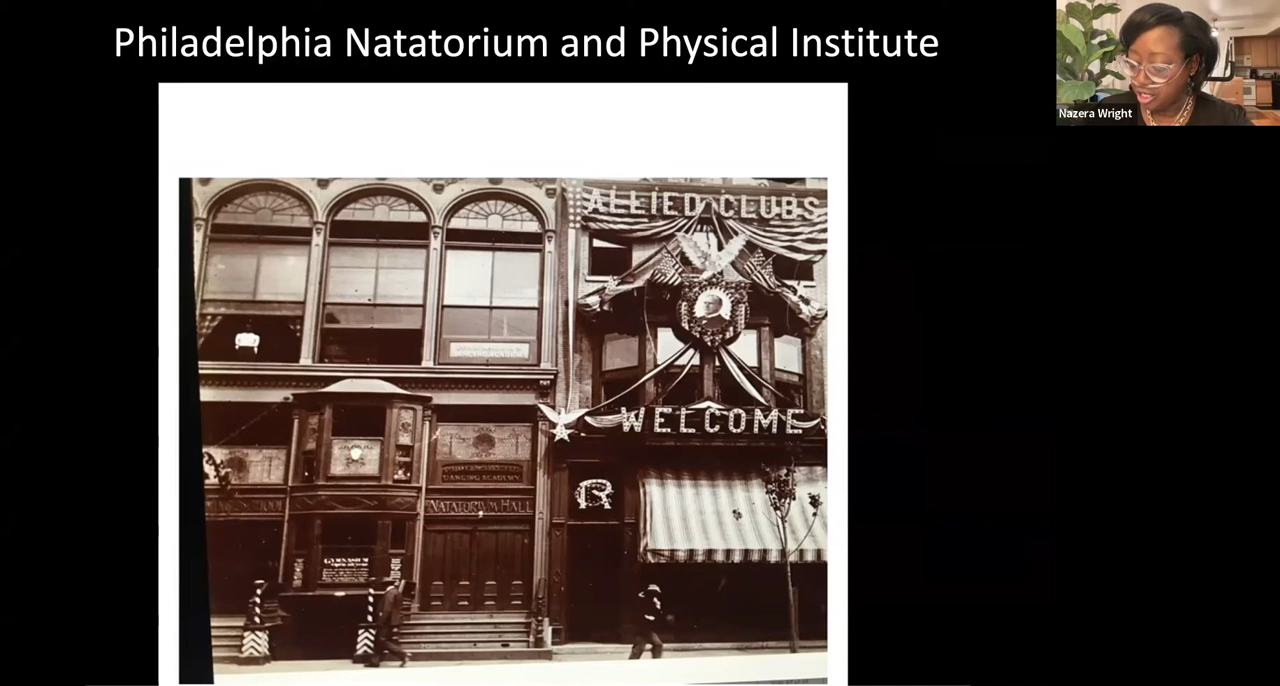 Philadelphia Natatorium and Physical Institute
Nazera Wright
ALLIED CLUBS
WELCOME
DANCING ACADEMY
NATATORIUM HALL
GYMNASIUM